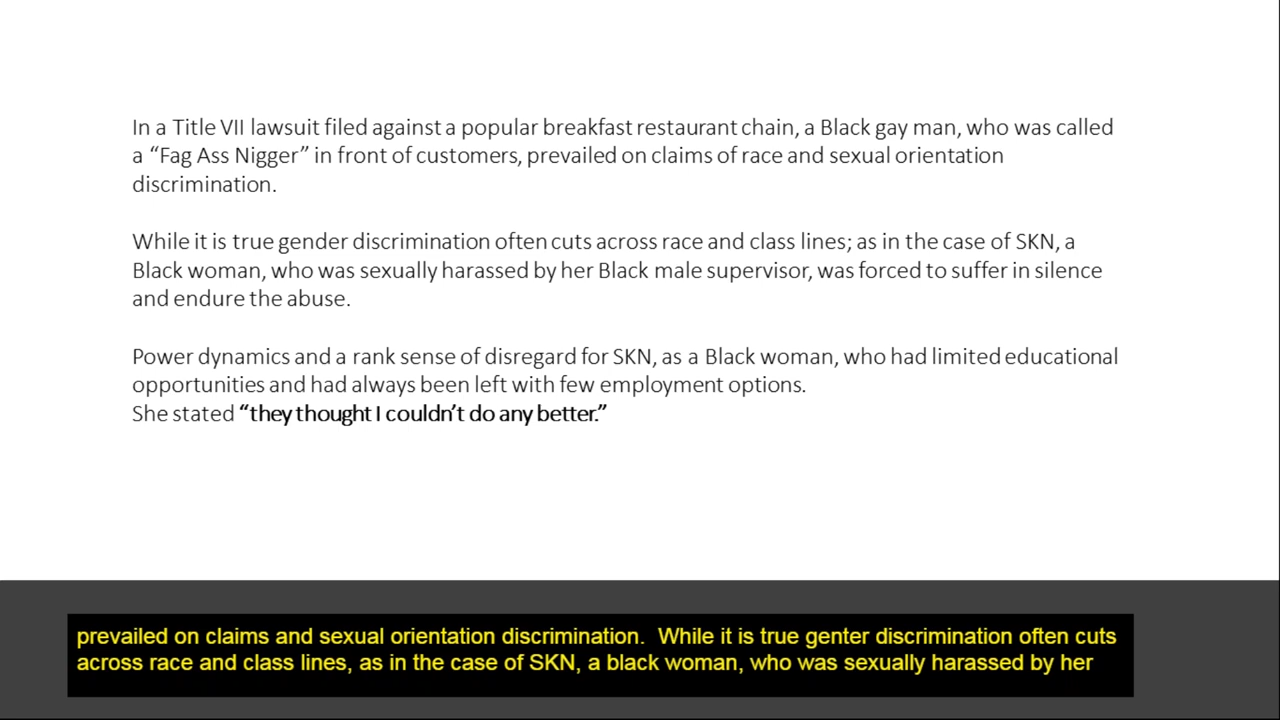 In a Title VII lawsuit filed against a popular breakfast restaurant chain, a Black gay man, who was called
a “Fag Ass Nigger” in front of customers, prevailed on claims of race and sexual orientation
discrimination.
While it is true gender discrimination often cuts across race and class lines; as in the case of SKN, a
Black woman, who was sexually harassed by her Black male supervisor, was forced to suffer in silence
and endure the abuse.
Power dynamics and a rank sense of disregard for SKN, as a Black woman, who had limited educational
opportunities and had always been left with few employment options.
She stated “they thought I couldn’t do any better.”
prevailed on claims and sexual orientation discrimination.  While it is true genter discrimination often cuts
across race and class lines, as in the case of SKN, a black woman, who was sexually harassed by her